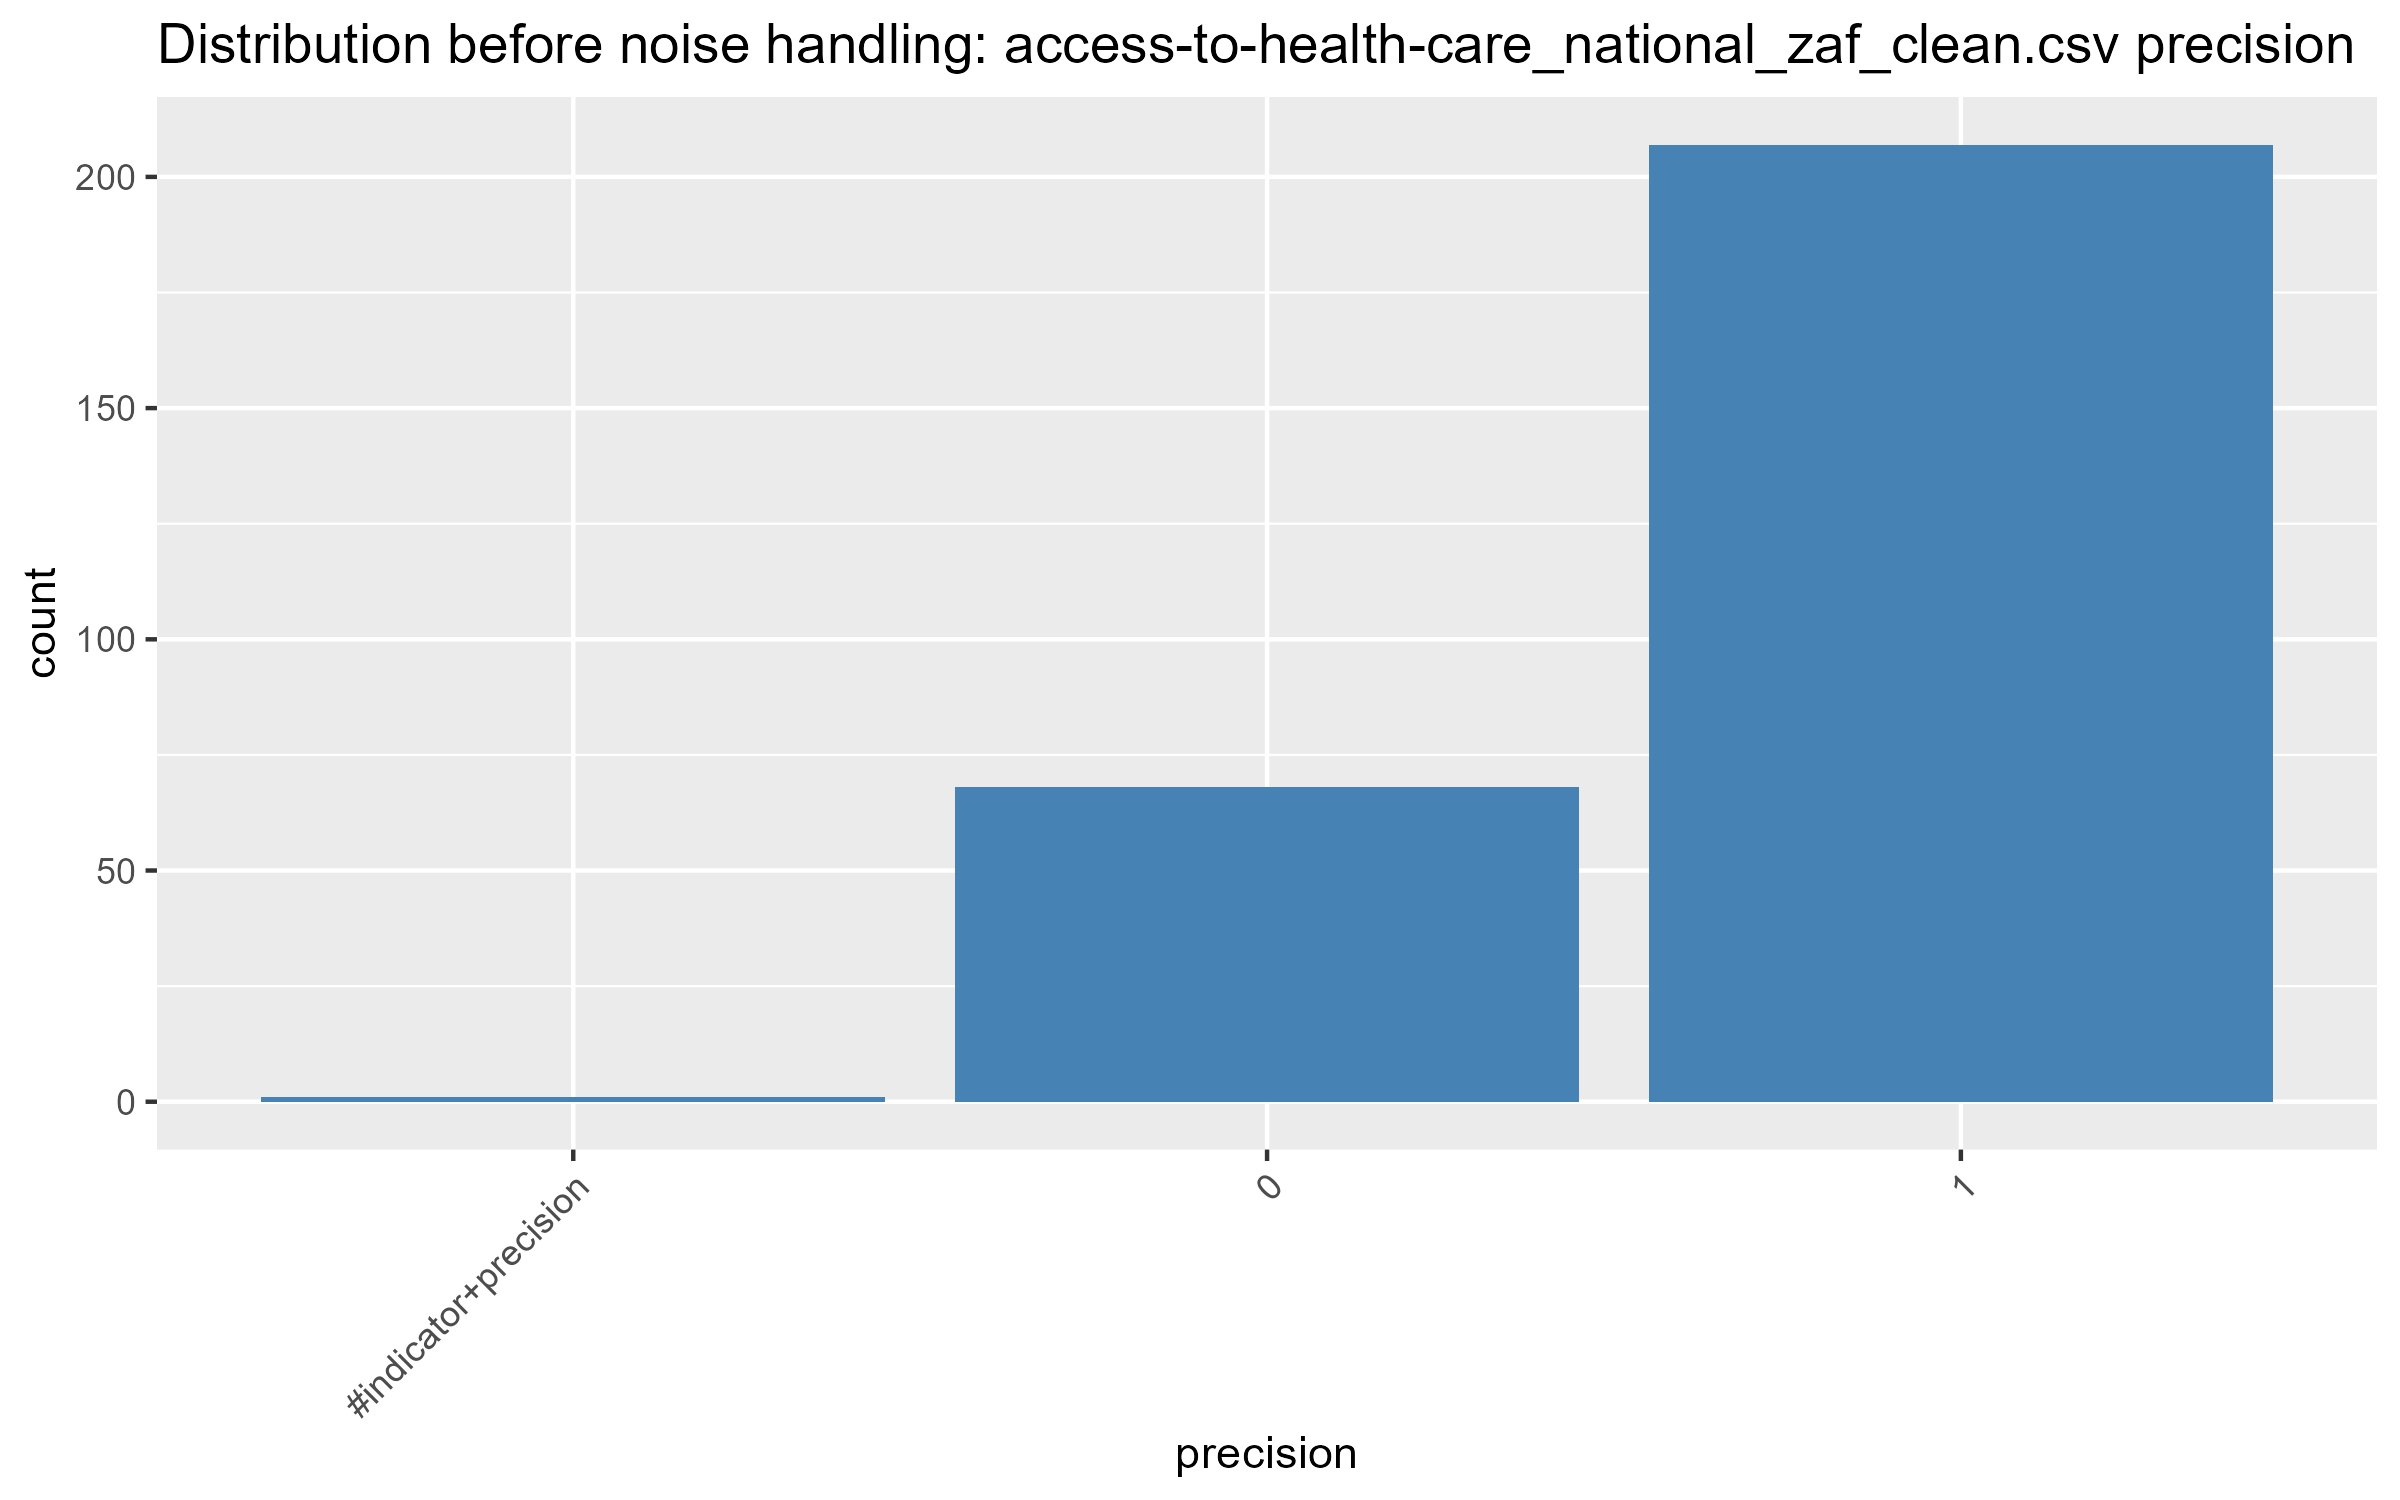 Distribution before noise handling: access-to-health-care_national_zaf_clean.csv precision
count
200
150
100
50
0
#indicator+precision
0
1
precision